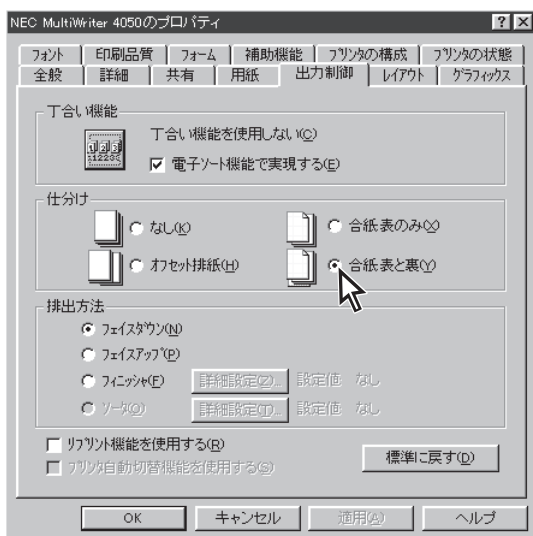 NEC MultiWriter 4050のプロパティ
フォント 印刷品質 フォーム 補助機能 プリンタの構成 プリンタの状態
全般 詳細 共有 用紙 出力制御 レイアウト グラフィックス
丁合い機能
丁合い機能を使用しない(C)
電子ソート機能で実現する(E)
仕分け
なし(K) 合紙表のみ(X)
オフセット排紙(H) 合紙表と裏(Y)
排出方法
フェイスダウン(N)
フェイスアップ(P)
フィニッシャ(F) 詳細設定(Z)... 設定値 なし
ソータ(O) 詳細設定(T)... 設定値 なし
リプリント機能を使用する(R)
標準に戻す(D)
プリンタ自動切替機能を使用する(S)
OK キャンセル 適用(A) ヘルプ